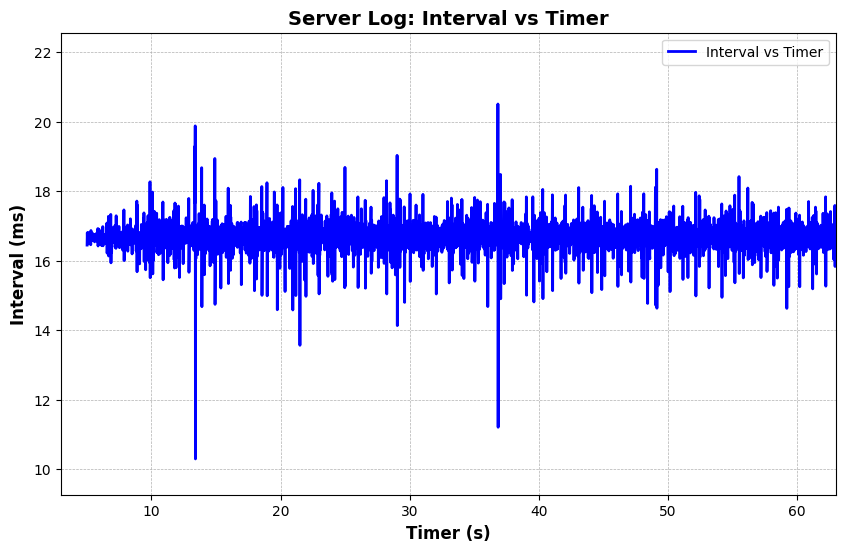 Server Log: Interval vs Timer
Interval vs Timer
22
20
18
16
14
12
10
Interval (ms)
10 20 30 40 50 60
Timer (s)